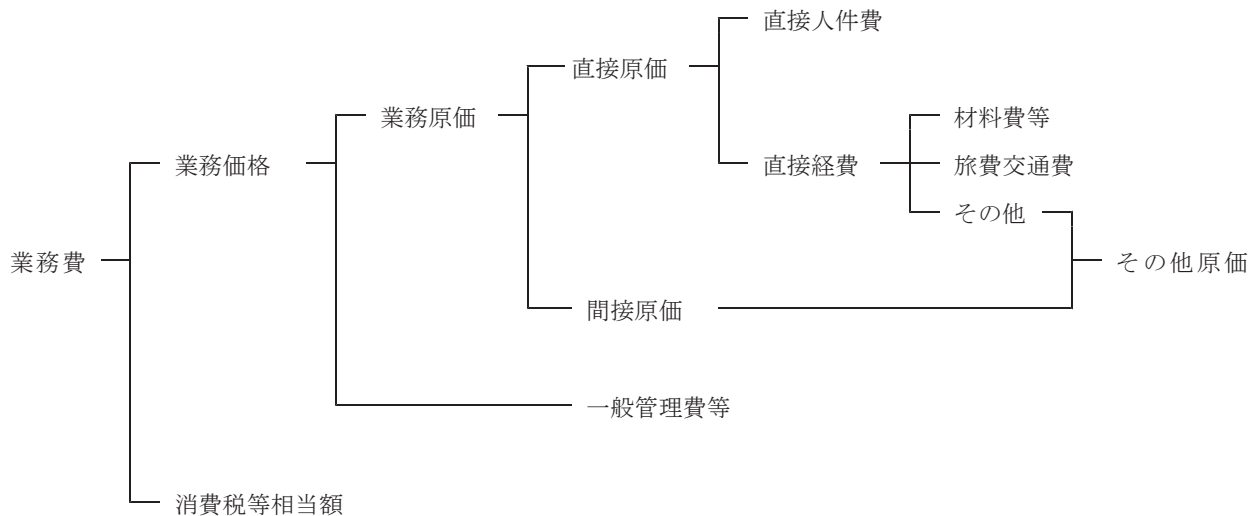 直接人件費
直接原価
業務原価
材料費等
業務価格
直接経費
旅費交通費
その他
業務費
その他原価
間接原価
一般管理費等
消費税等相当額